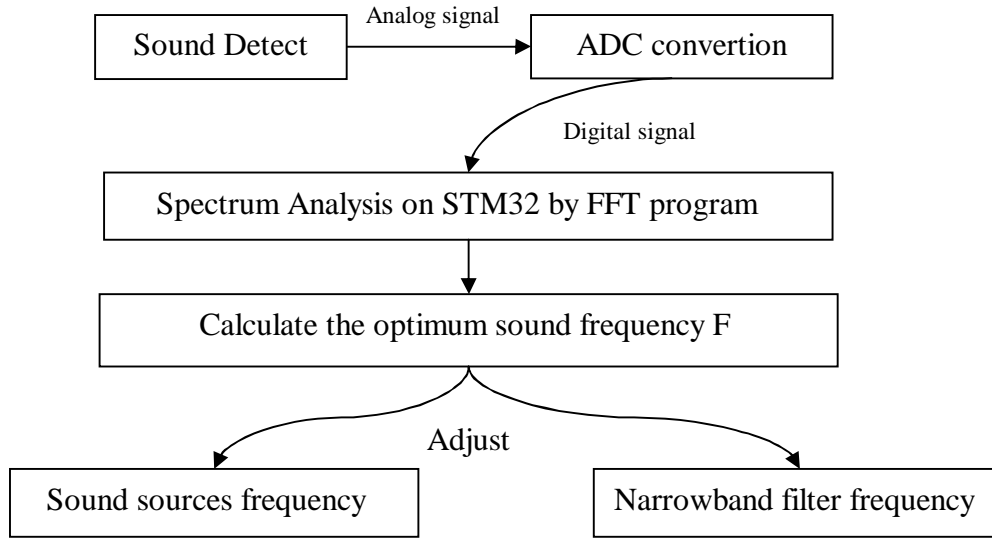 Analog signal
Sound Detect
ADC convertion
Digital signal
Spectrum Analysis on STM32 by FFT program
Calculate the optimum sound frequency F
Adjust
Sound sources frequency
Narrowband filter frequency